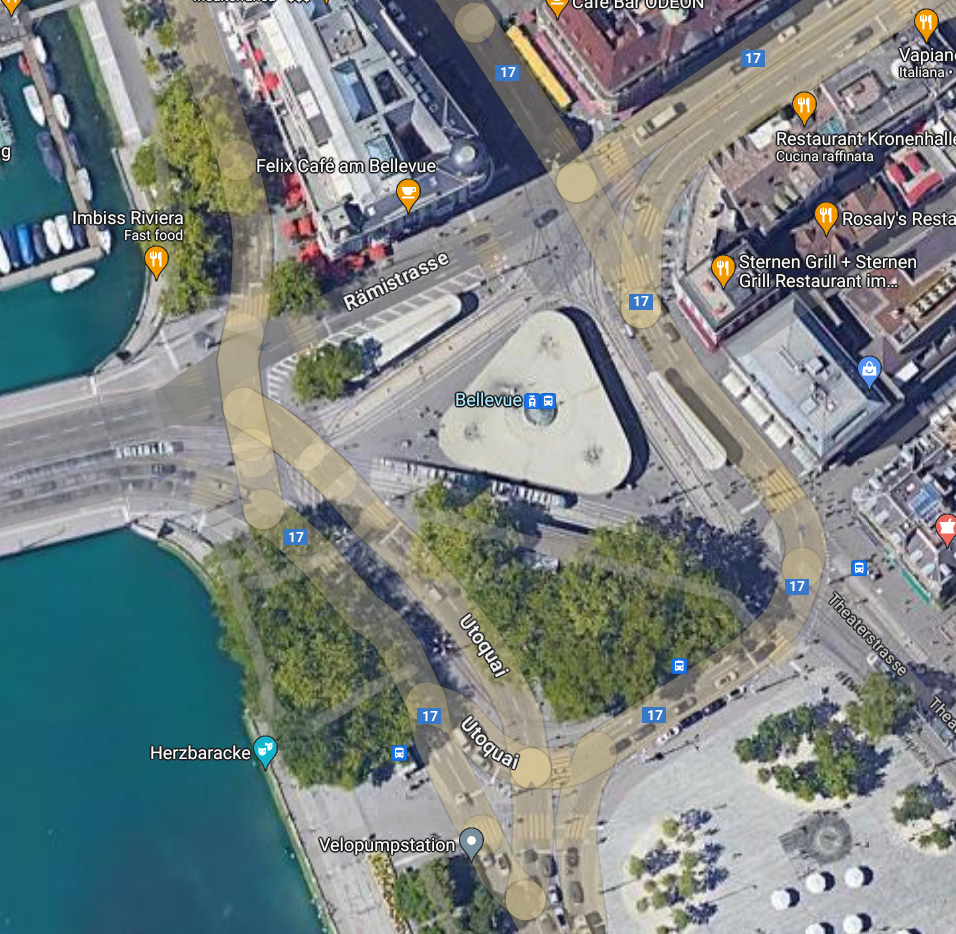 Café Bar ODEON
17
17
Vapian
Italiana •
Restaurant Kronenhalle
Cucina raffinata
g
Felix Café am Bellevue
Imbiss Riviera
Fast food
Rosaly's Resta
Sternen Grill + Sternen
Grill Restaurant im...
Rämistrasse
17
Bellevue
17
17
Theaterstrasse
Utoquai
17
17
Utoquai
Thea
Herzbaracke
Velopumpstation